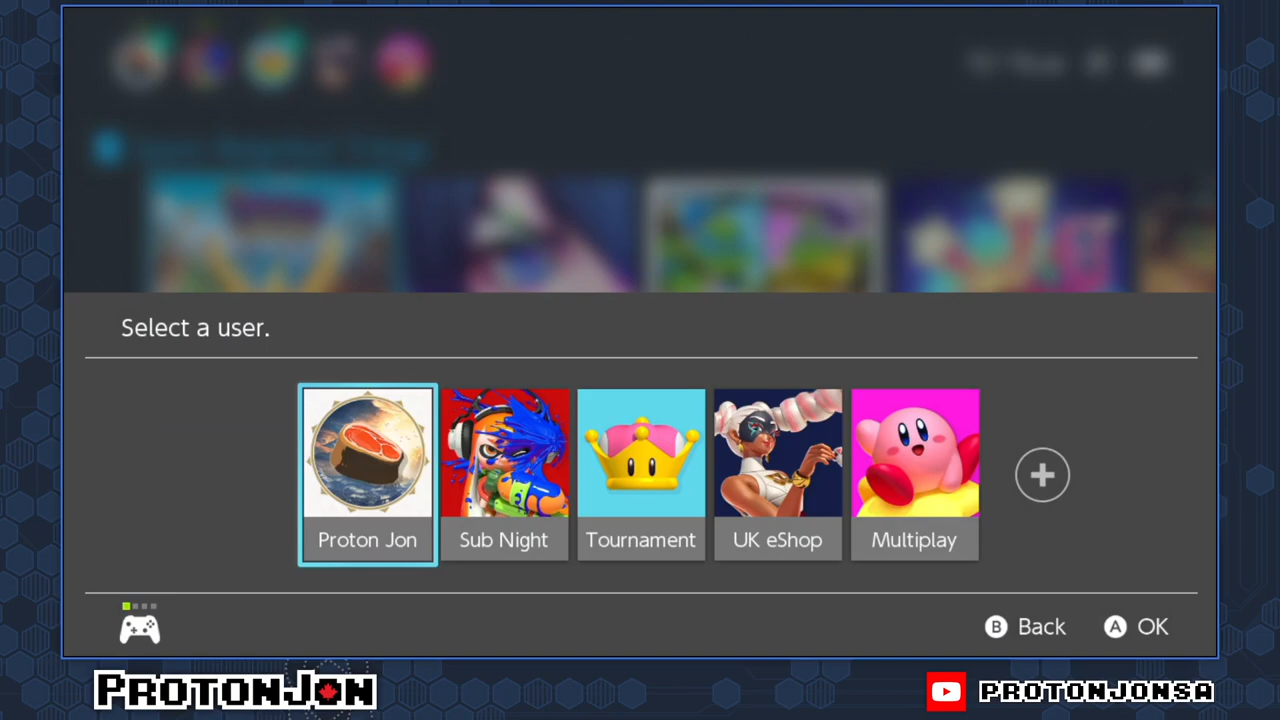 Select a user.
Proton Jon
Sub Night
Tournament
UK eShop
Multiplay
B Back
A OK
PROTONJON
PROTONJONSA